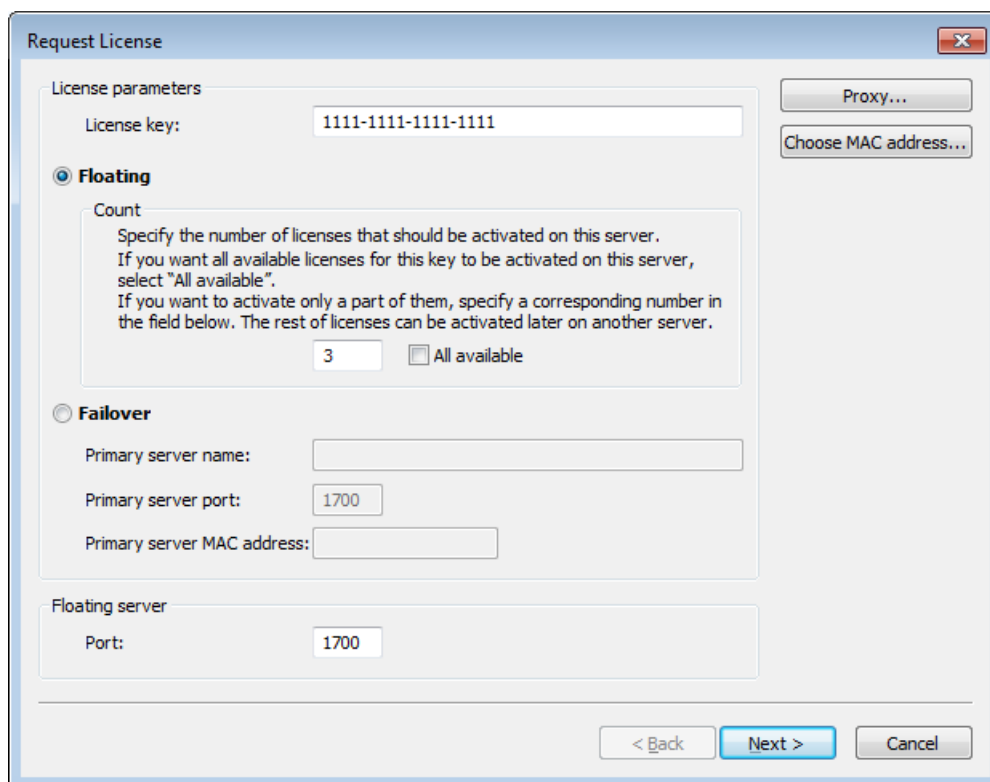 Request License
License parameters
Proxy...
License key:
1111-1111-1111-1111
Choose MAC address...
Floating
Count
Specify the number of licenses that should be activated on this server.
If you want all available licenses for this key to be activated on this server,
select “All available”.
If you want to activate only a part of them, specify a corresponding number in
the field below. The rest of licenses can be activated later on another server.
3
All available
Failover
Primary server name:
Primary server port:
1700
Primary server MAC address:
Floating server
Port:
1700
< Back
Next >
Cancel